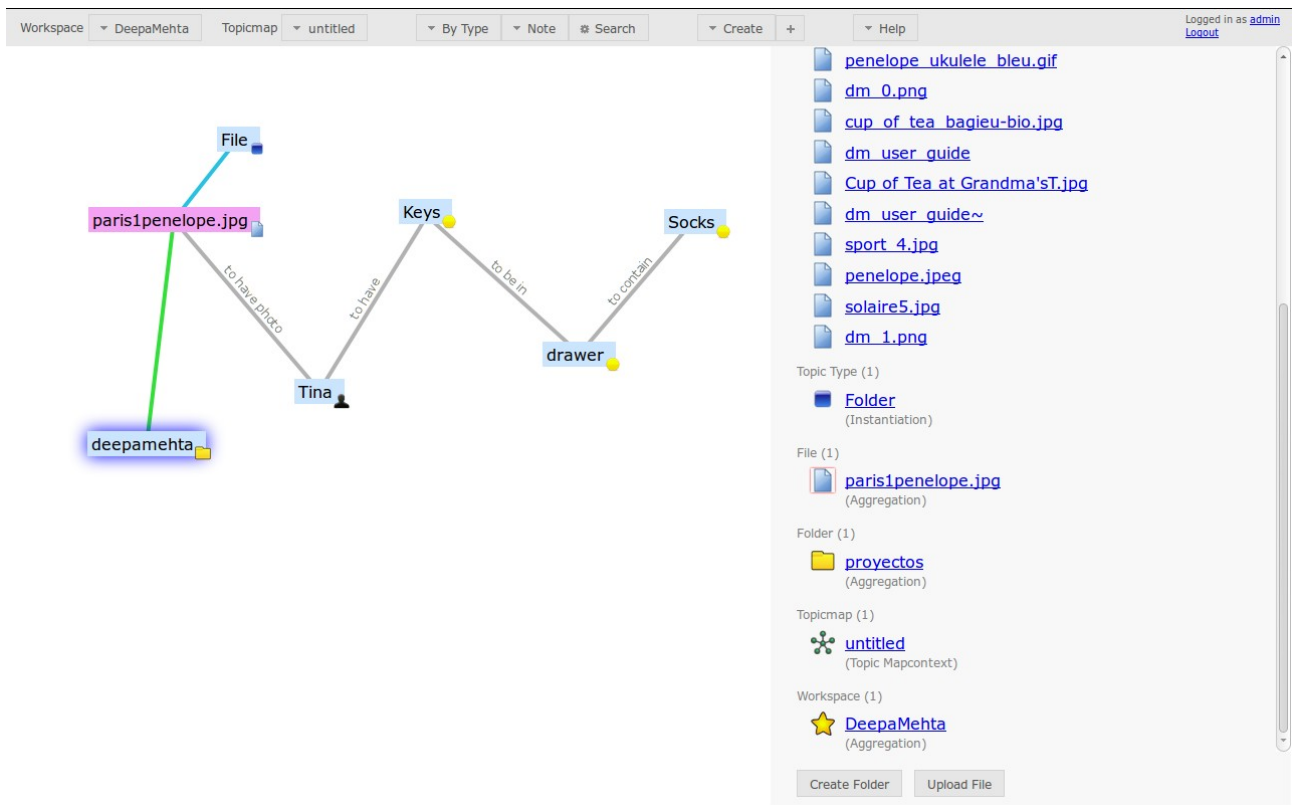 Workspace DeepaMehta Topicmap untitled By Type Note Search Create + Help
Logged in as admin
Logout
File
paris1penelope.jpg
Keys
Socks
to have photo
to have
to be in
to contain
drawer
Tina
deepamehta
penelope_ukulele_bleu.gif
dm_0.png
cup_of_tea_bagieu-bio.jpg
dm_user_guide
Cup of Tea at Grandma'sT.jpg
dm_user_guide~
sport_4.jpg
penelope.jpeg
solaire5.jpg
dm_1.png
Topic Type (1)
Folder
(Instantiation)
File (1)
paris1penelope.jpg
(Aggregation)
Folder (1)
proyectos
(Aggregation)
Topicmap (1)
untitled
(Topic Mapcontext)
Workspace (1)
DeepaMehta
(Aggregation)
Create Folder Upload File